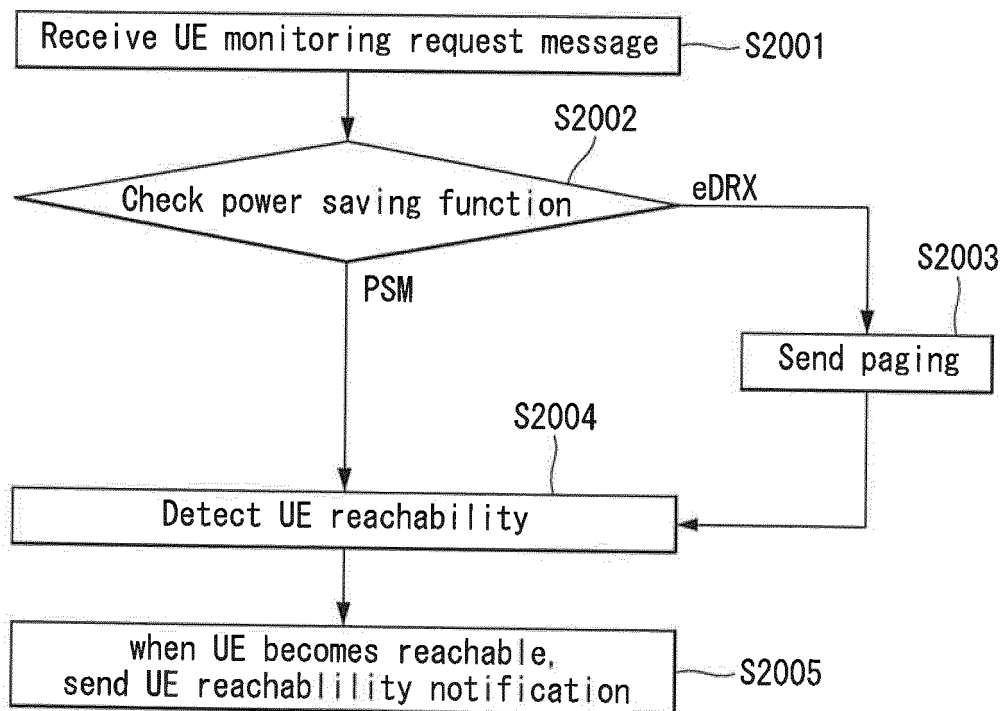 Receive UE monitoring request message
S2001
S2002
Check power saving function
eDRX
PSM
S2003
Send paging
S2004
Detect UE reachability
when UE becomes reachable,
send UE reachablility notification
S2005